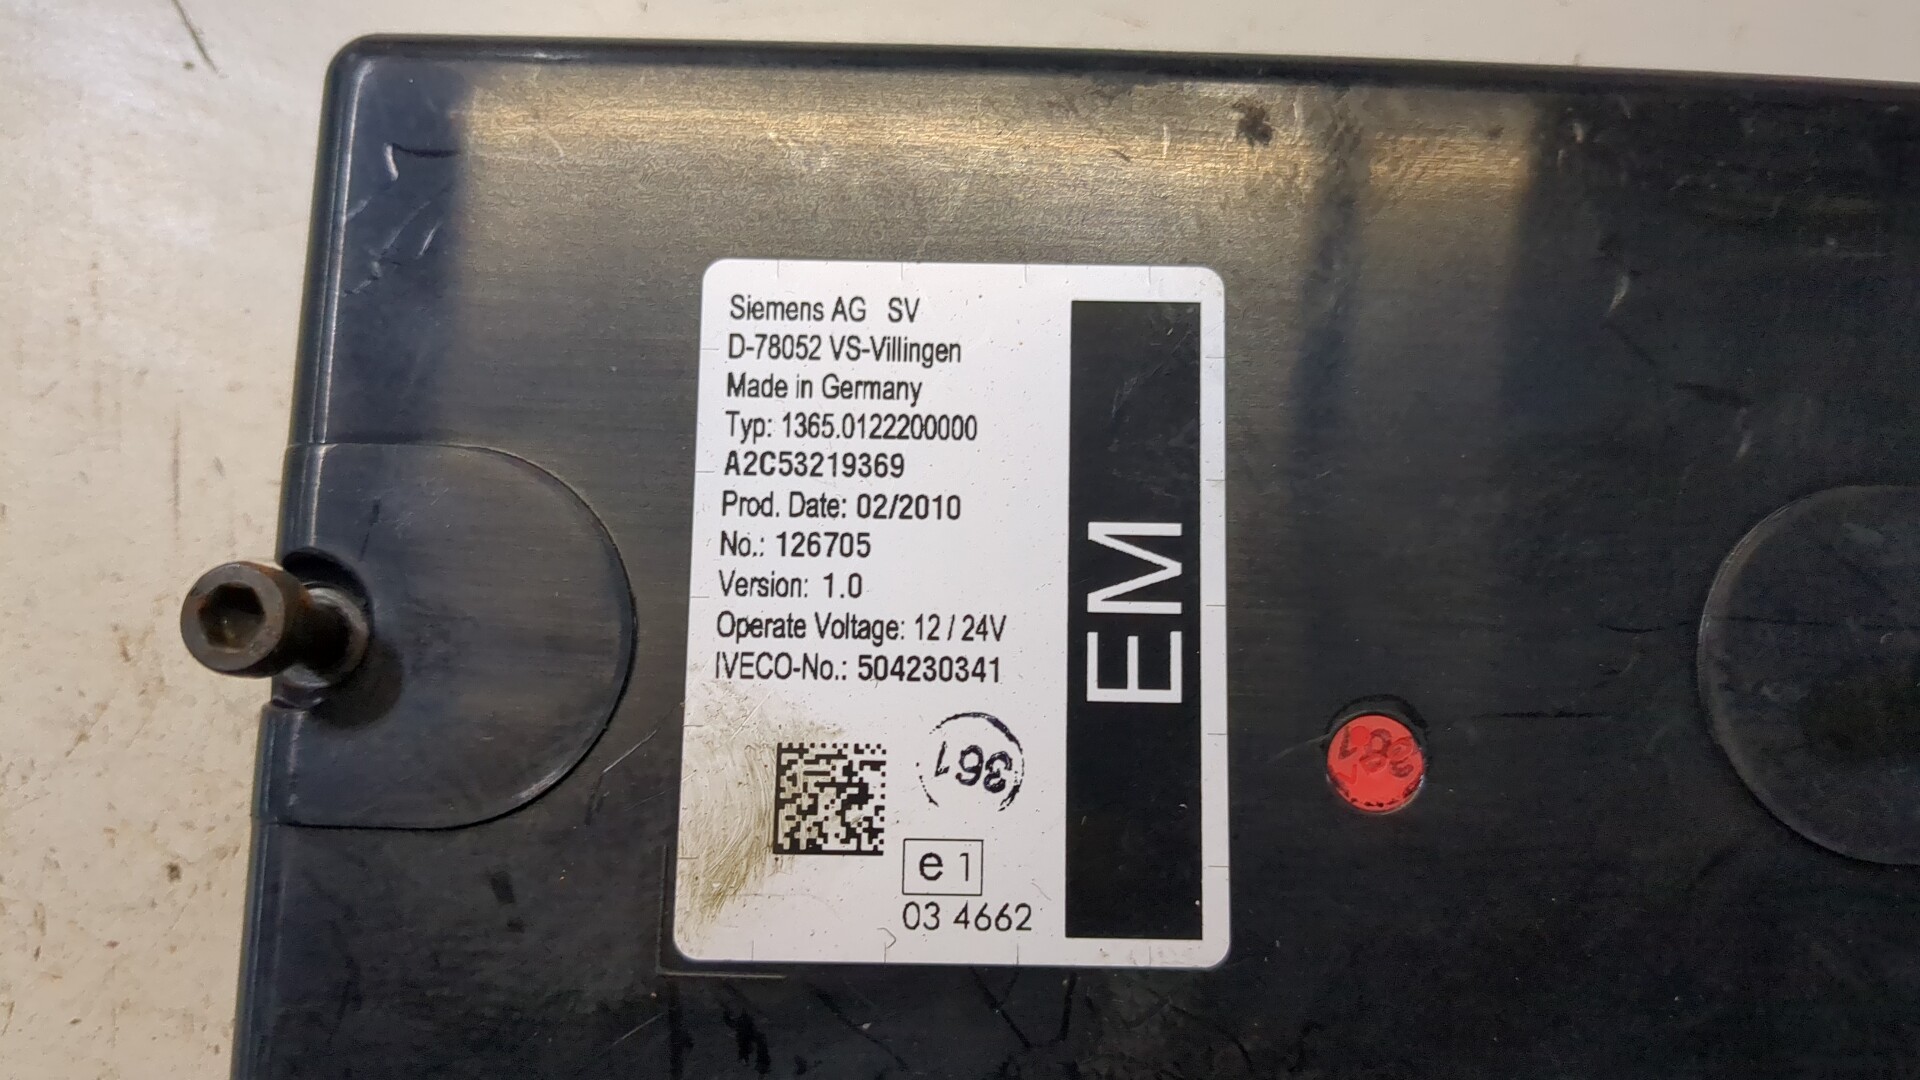 Siemens AG SV
D-78052 VS-Villingen
Made in Germany
Typ: 1365.0122200000
A2C53219369
Prod. Date: 02/2010
No.: 126705
Version: 1.0
Operate Voltage: 12 / 24V
IVECO-No.: 504230341
361
e 1
03 4662
EM
381